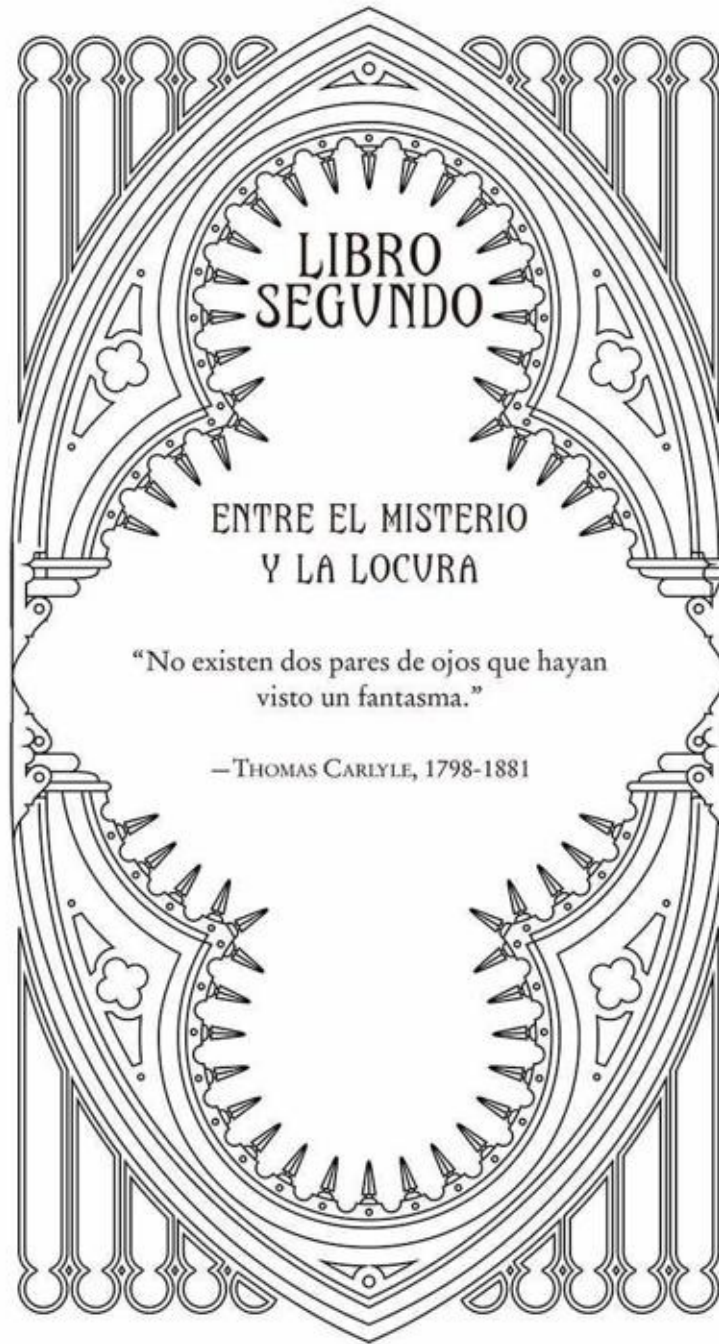 LIBRO
SEGUNDO
ENTRE EL MISTERIO
Y LA LOCURA
“No existen dos pares de ojos que hayan
visto un fantasma.”
—THOMAS CARLYLE, 1798-1881